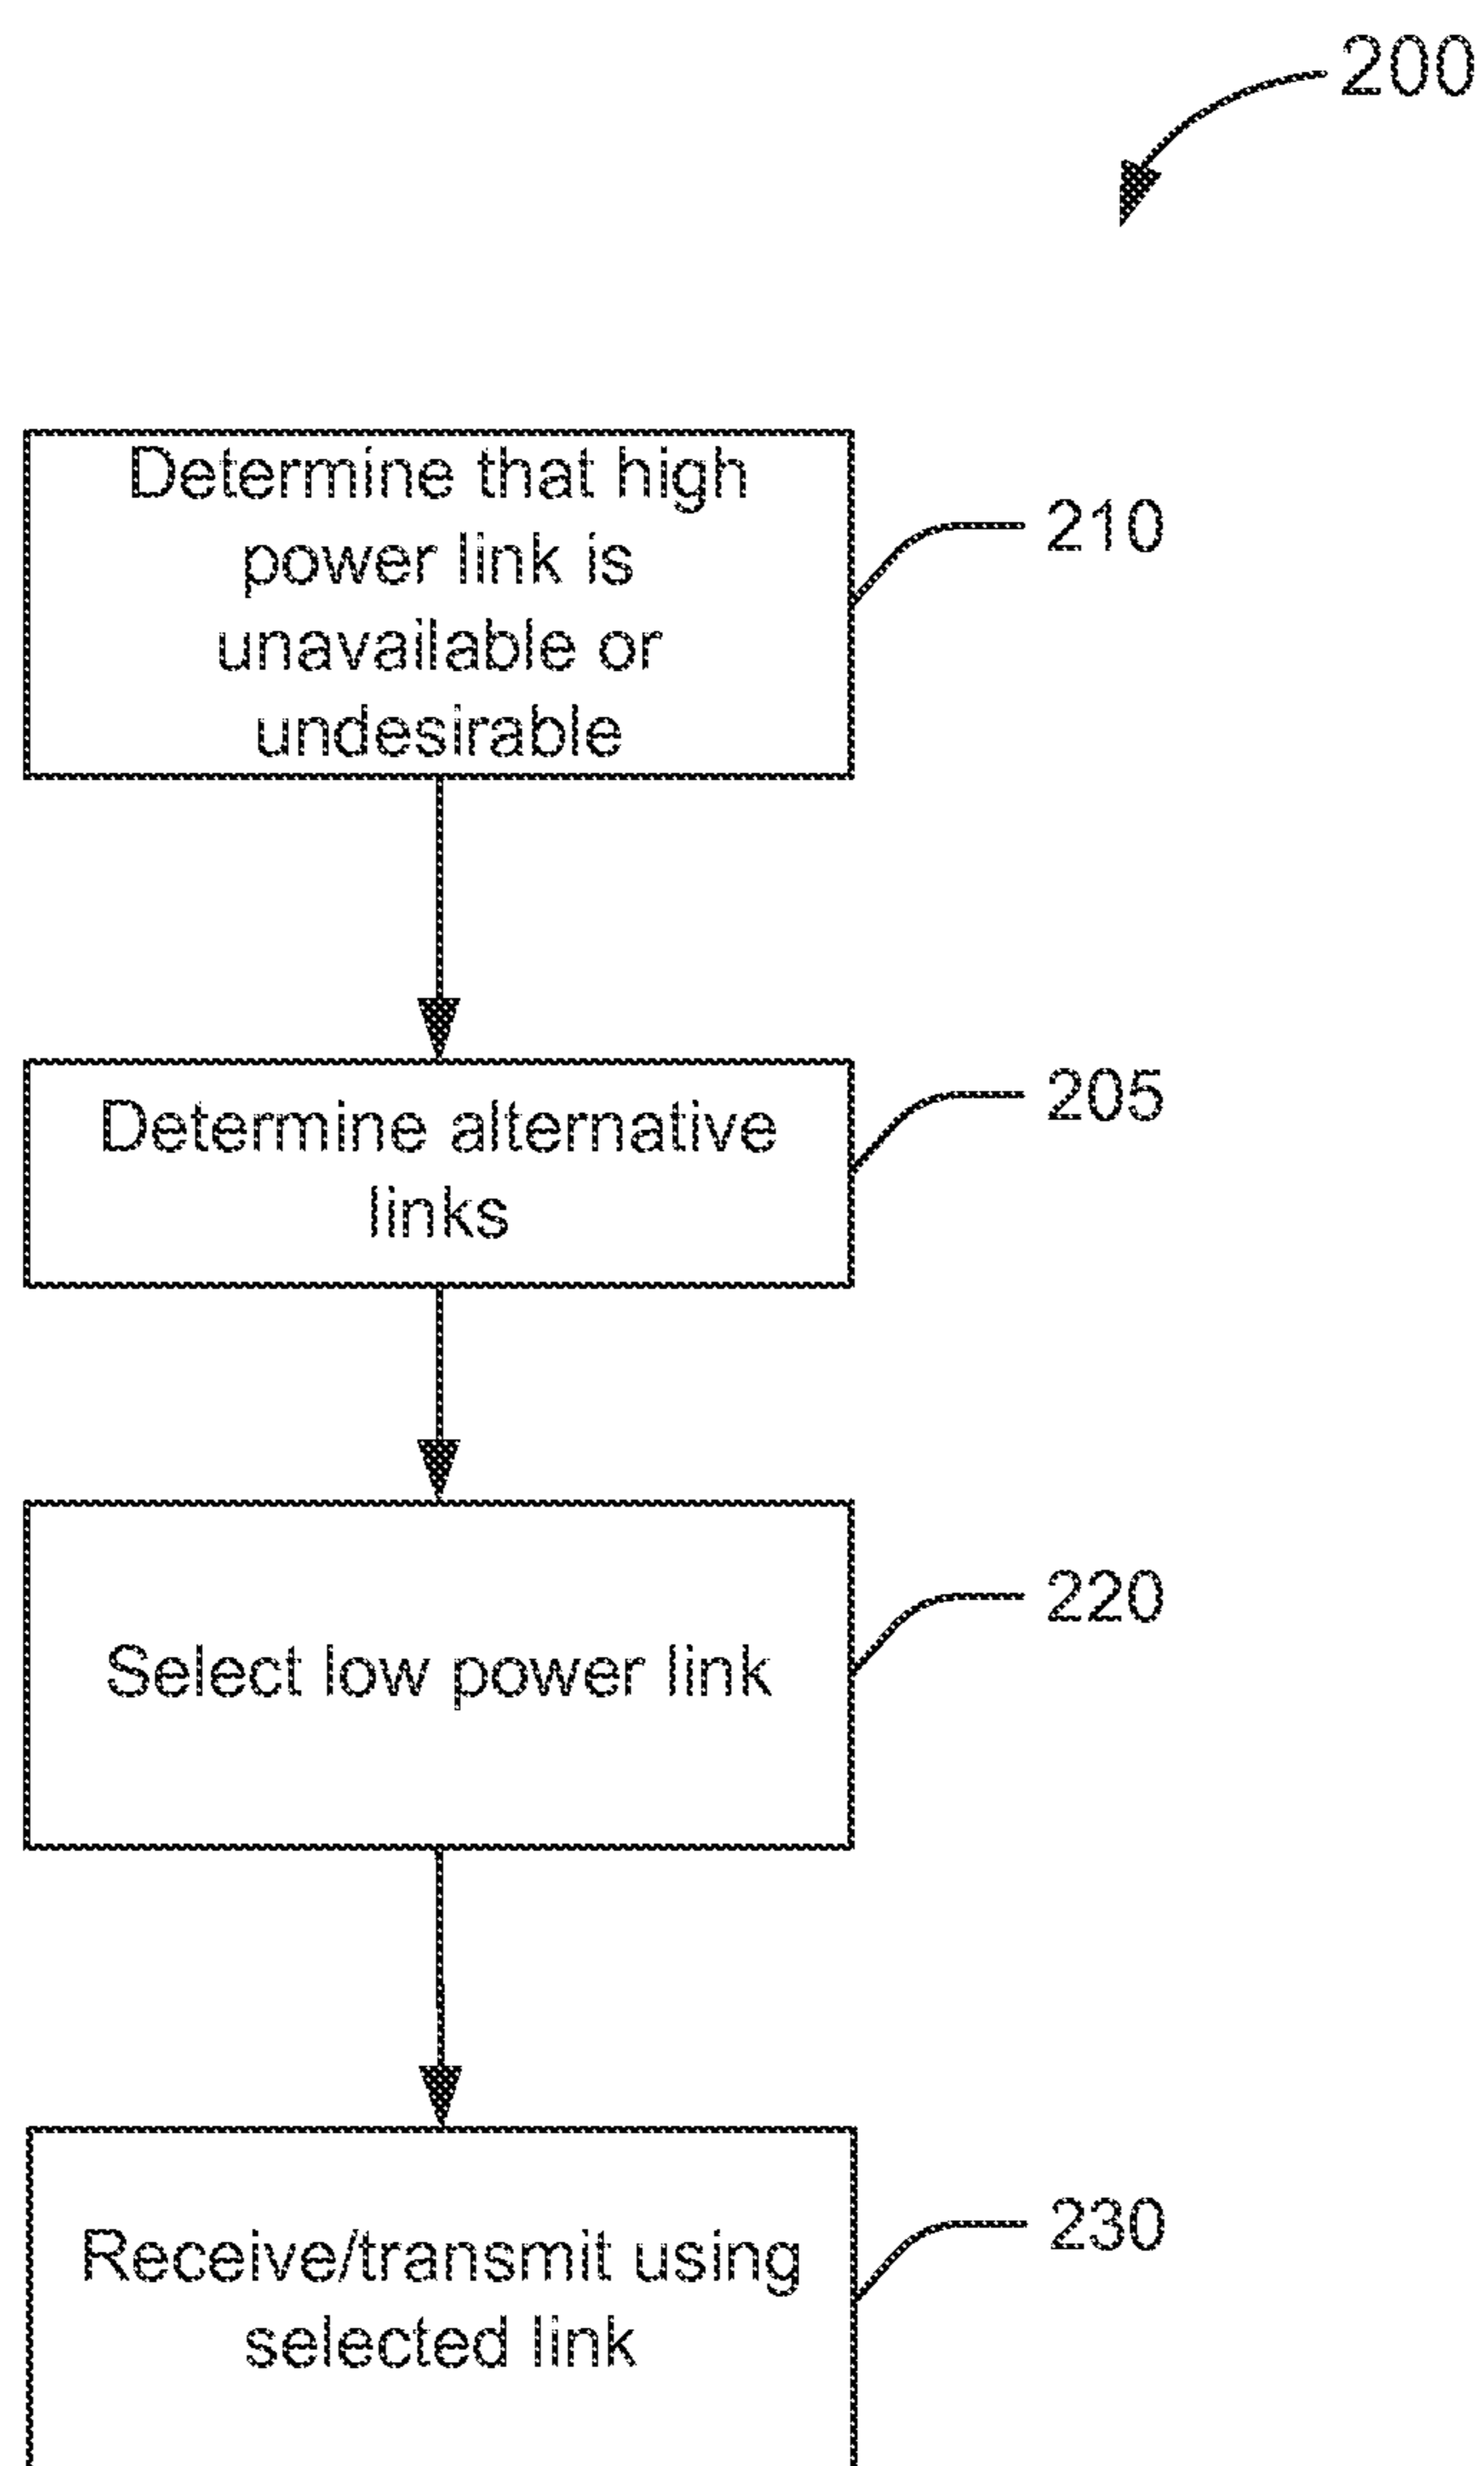 200
Determine that high
power link is
unavailable or
undesirable
210
Determine alternative
links
205
Select low power link
220
Receive/transmit using
selected link
230